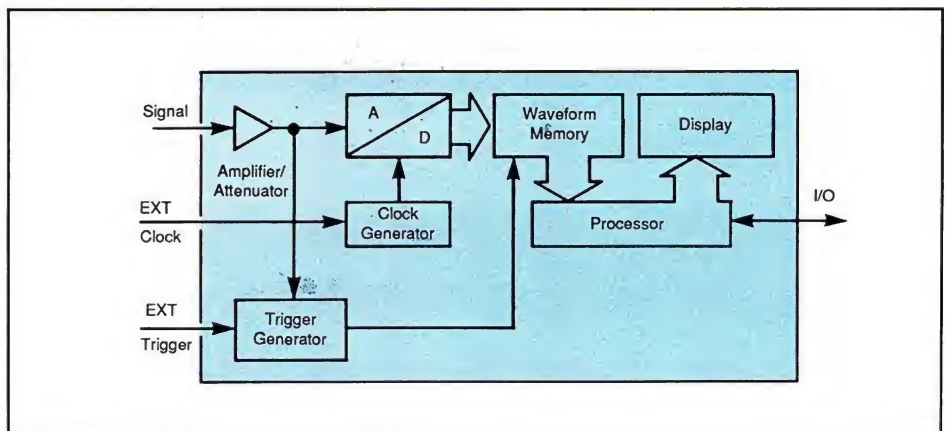 Signal
Amplifier/
Attenuator
A
D
Waveform
Memory
Display
EXT
Clock
Clock
Generator
Processor
I/O
EXT
Trigger
Trigger
Generator